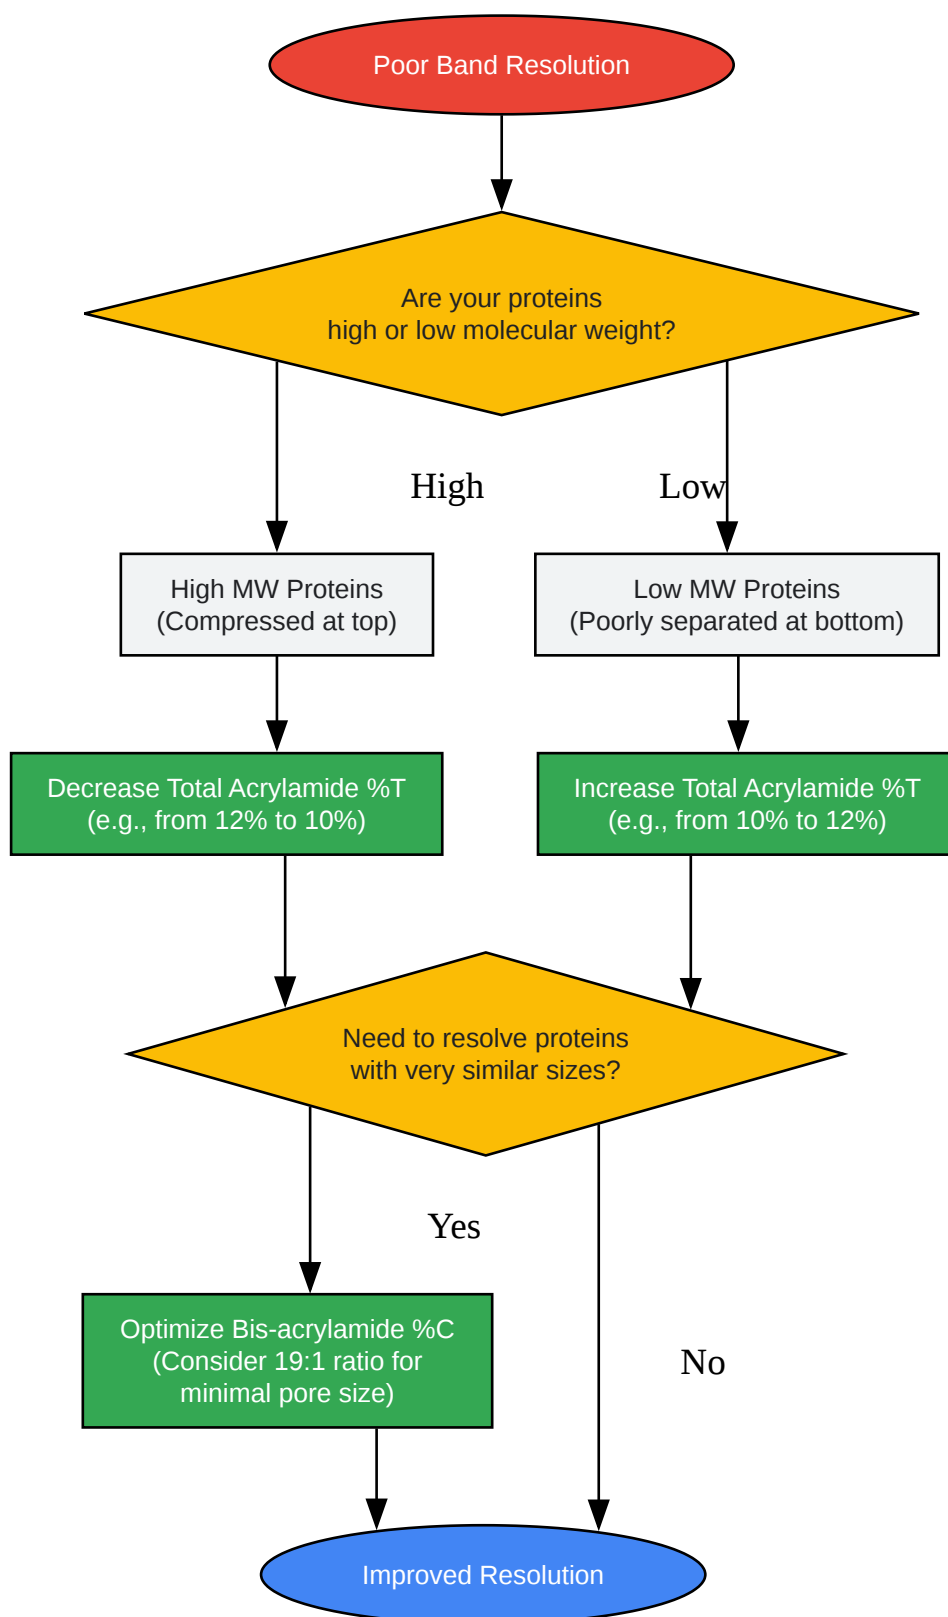 Poor Band Resolution
Are your proteins
high or low molecular weight?
High
Low
High MW Proteins
(Compressed at top)
Low MW Proteins
(Poorly separated at bottom)
Decrease Total Acrylamide %T
(e.g., from 12% to 10%)
Increase Total Acrylamide %T
(e.g., from 10% to 12%)
Need to resolve proteins
with very similar sizes?
Yes
Optimize Bis-acrylamide %C
(Consider 19:1 ratio for
minimal pore size)
No
Improved Resolution